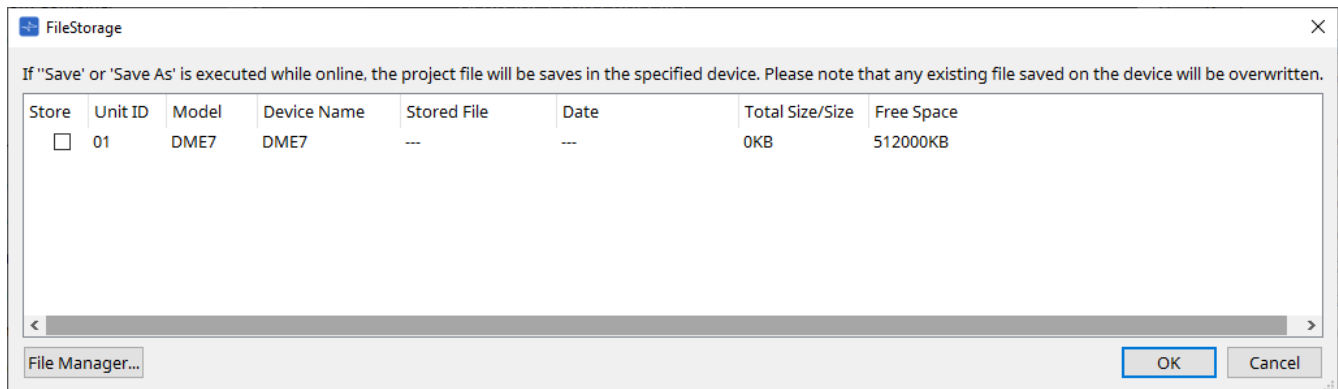 FileStorage
If "Save' or 'Save As' is executed while online, the project file will be saves in the specified device. Please note that any existing file saved on the device will be overwritten.
Store Unit ID Model Device Name Stored File Date Total Size/Size Free Space
01 DME7 DME7 --- --- 0KB 512000KB
File Manager... OK Cancel